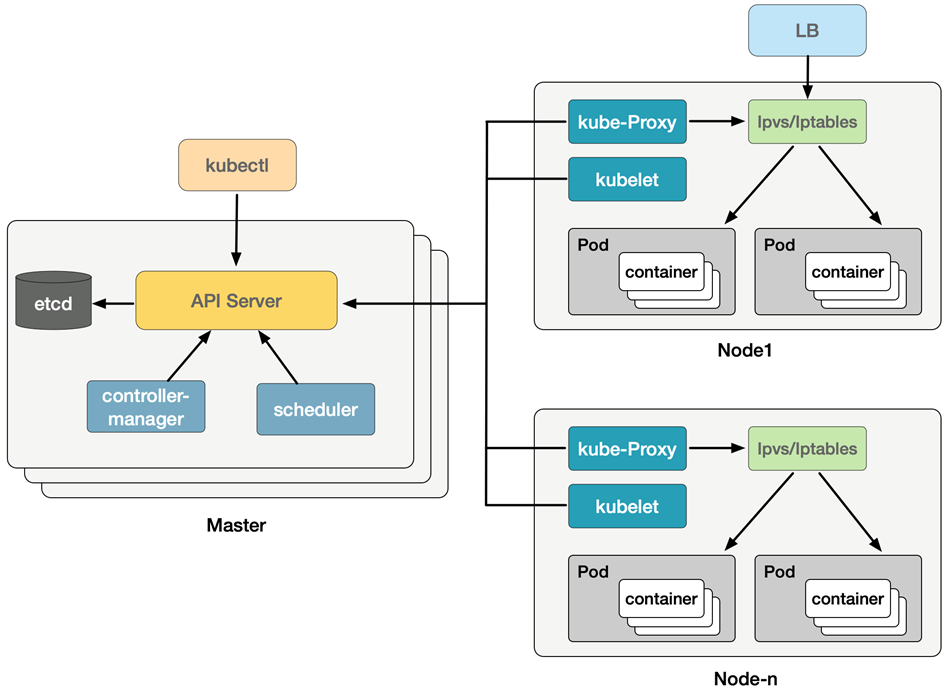 LB
kube-Proxy
Ipvs/Iptables
kubelet
Pod
container
Pod
container
Node1
kubectl
API Server
etcd
controller-
manager
scheduler
Master
kube-Proxy
Ipvs/Iptables
kubelet
Pod
container
Pod
container
Node-n